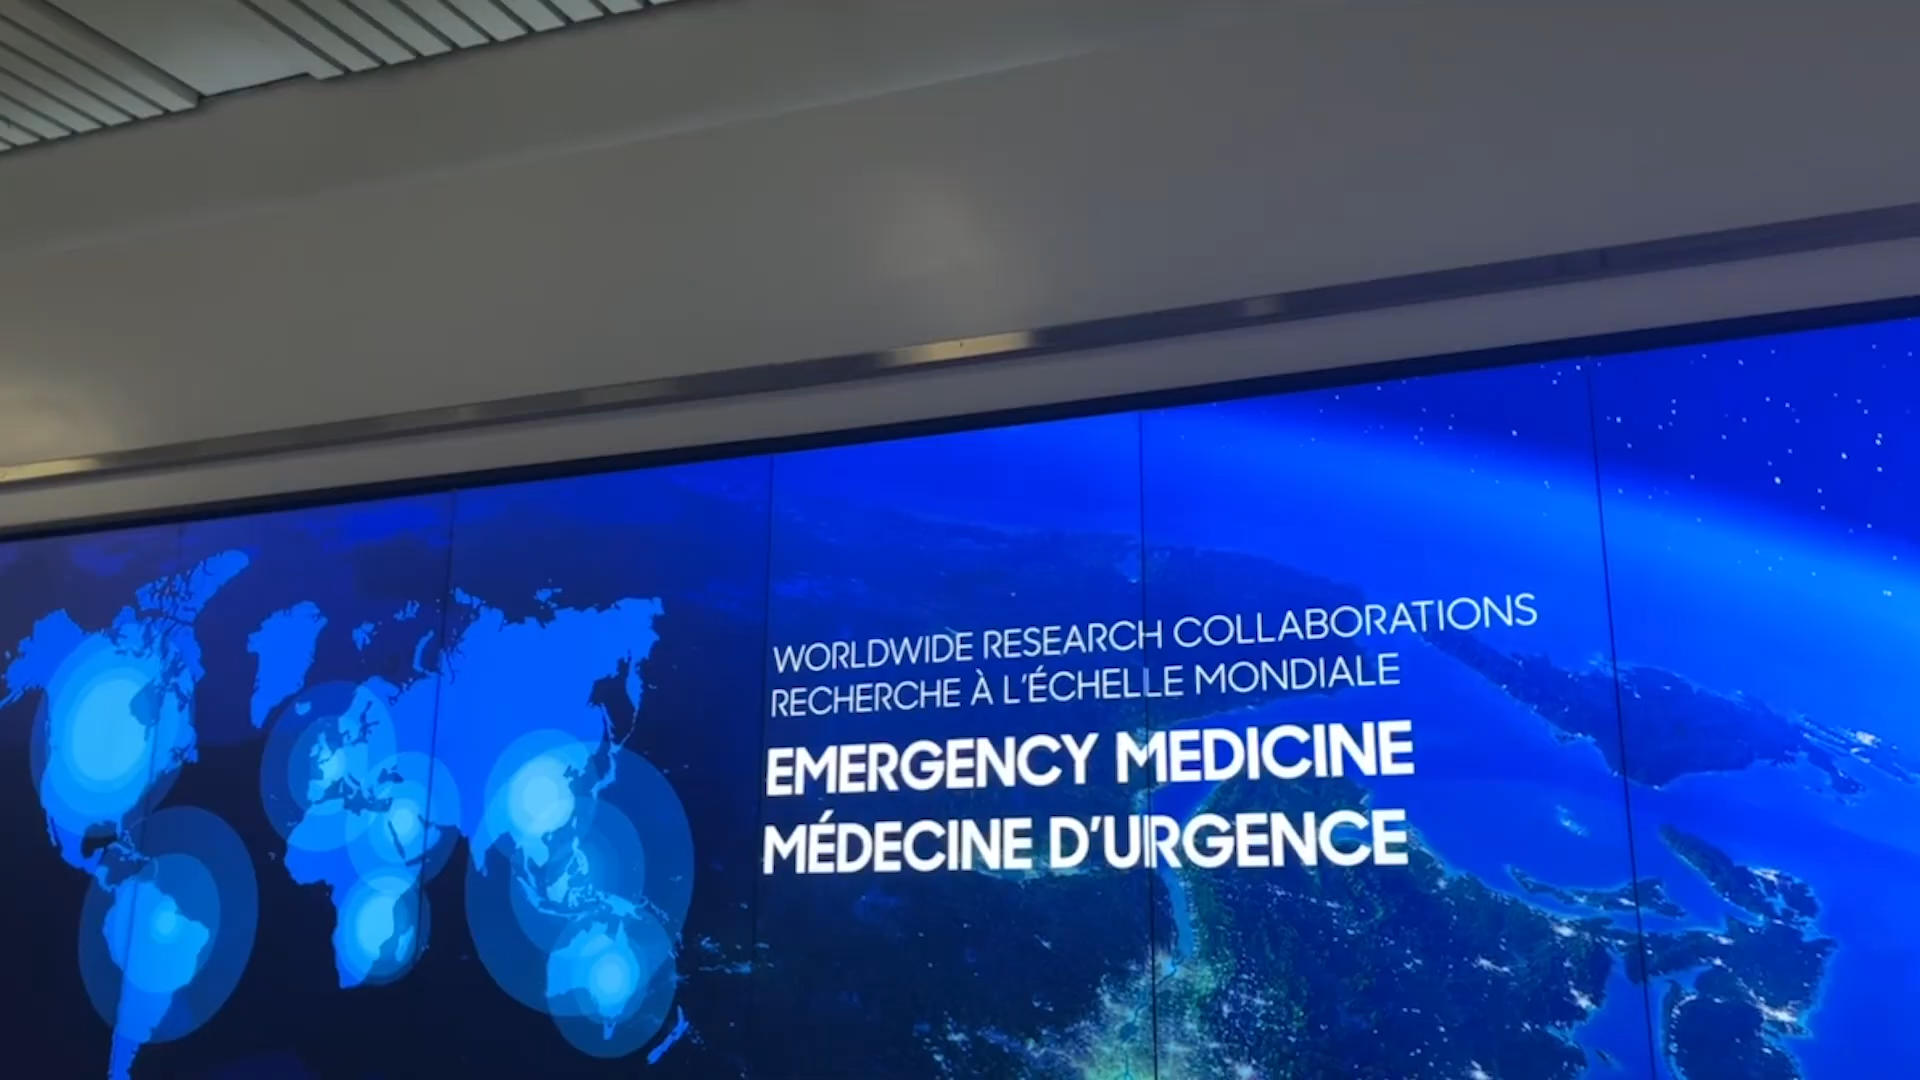 WORLDWIDE RESEARCH COLLABORATIONS
RECHERCHE À L'ÉCHELLE MONDIALE
EMERGENCY MEDICINE
MÉDECINE D'URGENCE